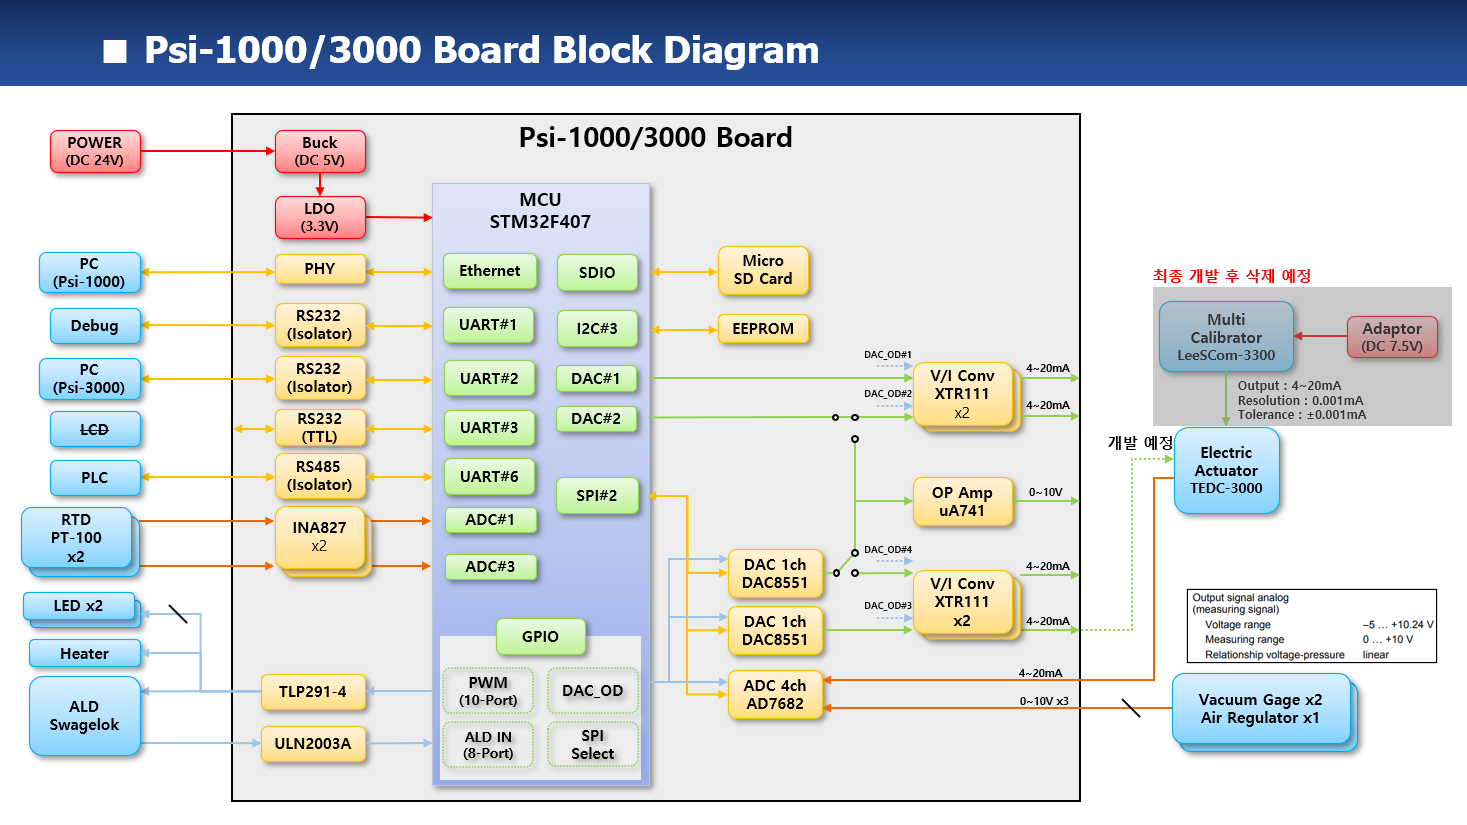 ■ Psi-1000/3000 Board Block Diagram
Psi-1000/3000 Board
POWER
(DC 24V)
Buck
(DC 5V)
LDO
(3.3V)
MCU
STM32F407
PC
(Psi-1000)
PHY
Ethernet
SDIO
Micro
SD Card
Debug
RS232
(Isolator)
UART#1
I2C#3
EEPROM
PC
(Psi-3000)
RS232
(Isolator)
UART#2
DAC#1
LCD
RS232
(TTL)
UART#3
DAC#2
PLC
RS485
(Isolator)
UART#6
SPI#2
RTD
PT-100
x2
INA827
x2
ADC#1
ADC#3
LED x2
Heater
ALD
Swagelok
TLP291-4
ULN2003A
GPIO
PWM
(10-Port)
DAC_OD
ALD IN
(8-Port)
SPI
Select
DAC_OD#1
DAC_OD#2
V/I Conv
XTR111
x2
4~20mA
4~20mA
OP Amp
uA741
0~10V
DAC 1ch
DAC8551
DAC 1ch
DAC8551
DAC_OD#4
DAC_OD#3
V/I Conv
XTR111
x2
4~20mA
4~20mA
ADC 4ch
AD7682
4~20mA
0~10V x3
최종 개발 후 삭제 예정
Multi
Calibrator
LeeSCom-3300
Adaptor
(DC 7.5V)
Output : 4~20mA
Resolution : 0.001mA
Tolerance : ±0.001mA
개발 예정
Electric
Actuator
TEDC-3000
Output signal analog
(measuring signal)
Voltage range –5 … +10.24 V
Measuring range 0 … +10 V
Relationship voltage-pressure linear
Vacuum Gage x2
Air Regulator x1